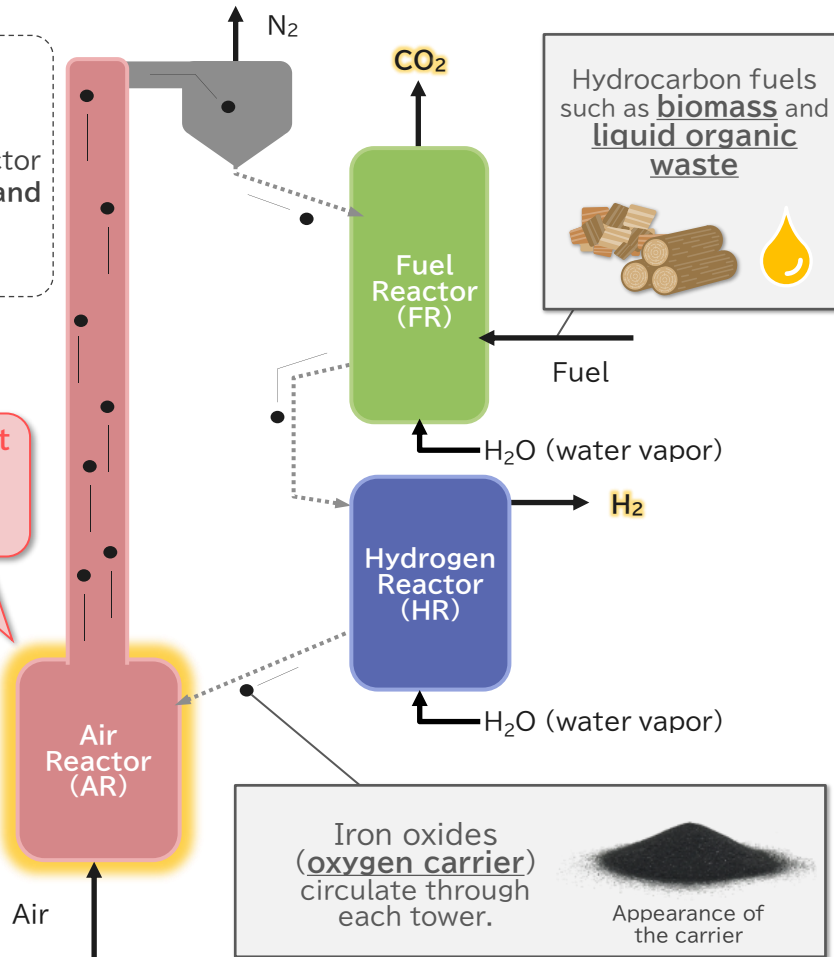 N₂
CO₂
Hydrocarbon fuels
such as biomass and
liquid organic
waste
and
Fuel
Reactor
(FR)
Fuel
H₂O (water vapor)
H₂
Hydrogen
Reactor
(HR)
H₂O (water vapor)
Air
Reactor
(AR)
Air
Iron oxides
(oxygen carrier)
circulate through
each tower.
Appearance of
the carrier